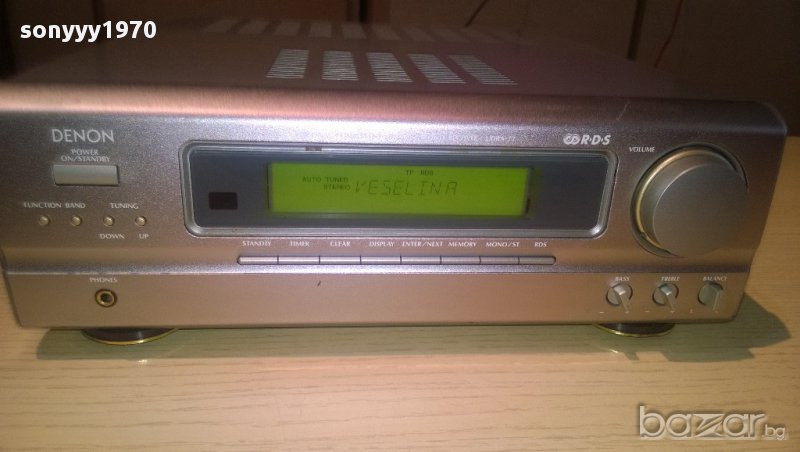 sonyyy1970
DENON
R·D·S
POWER
ON/STANDBY
VOLUME
AUTO TUNED
TP RDS
STEREO
VESELINA
FUNCTION BAND TUNING
DOWN UP
STANDBY TIMER CLEAR DISPLAY ENTER/NEXT MEMORY MONO/ST RDS
PHONES
BASS TREBLE BALANCE
bazar.bg